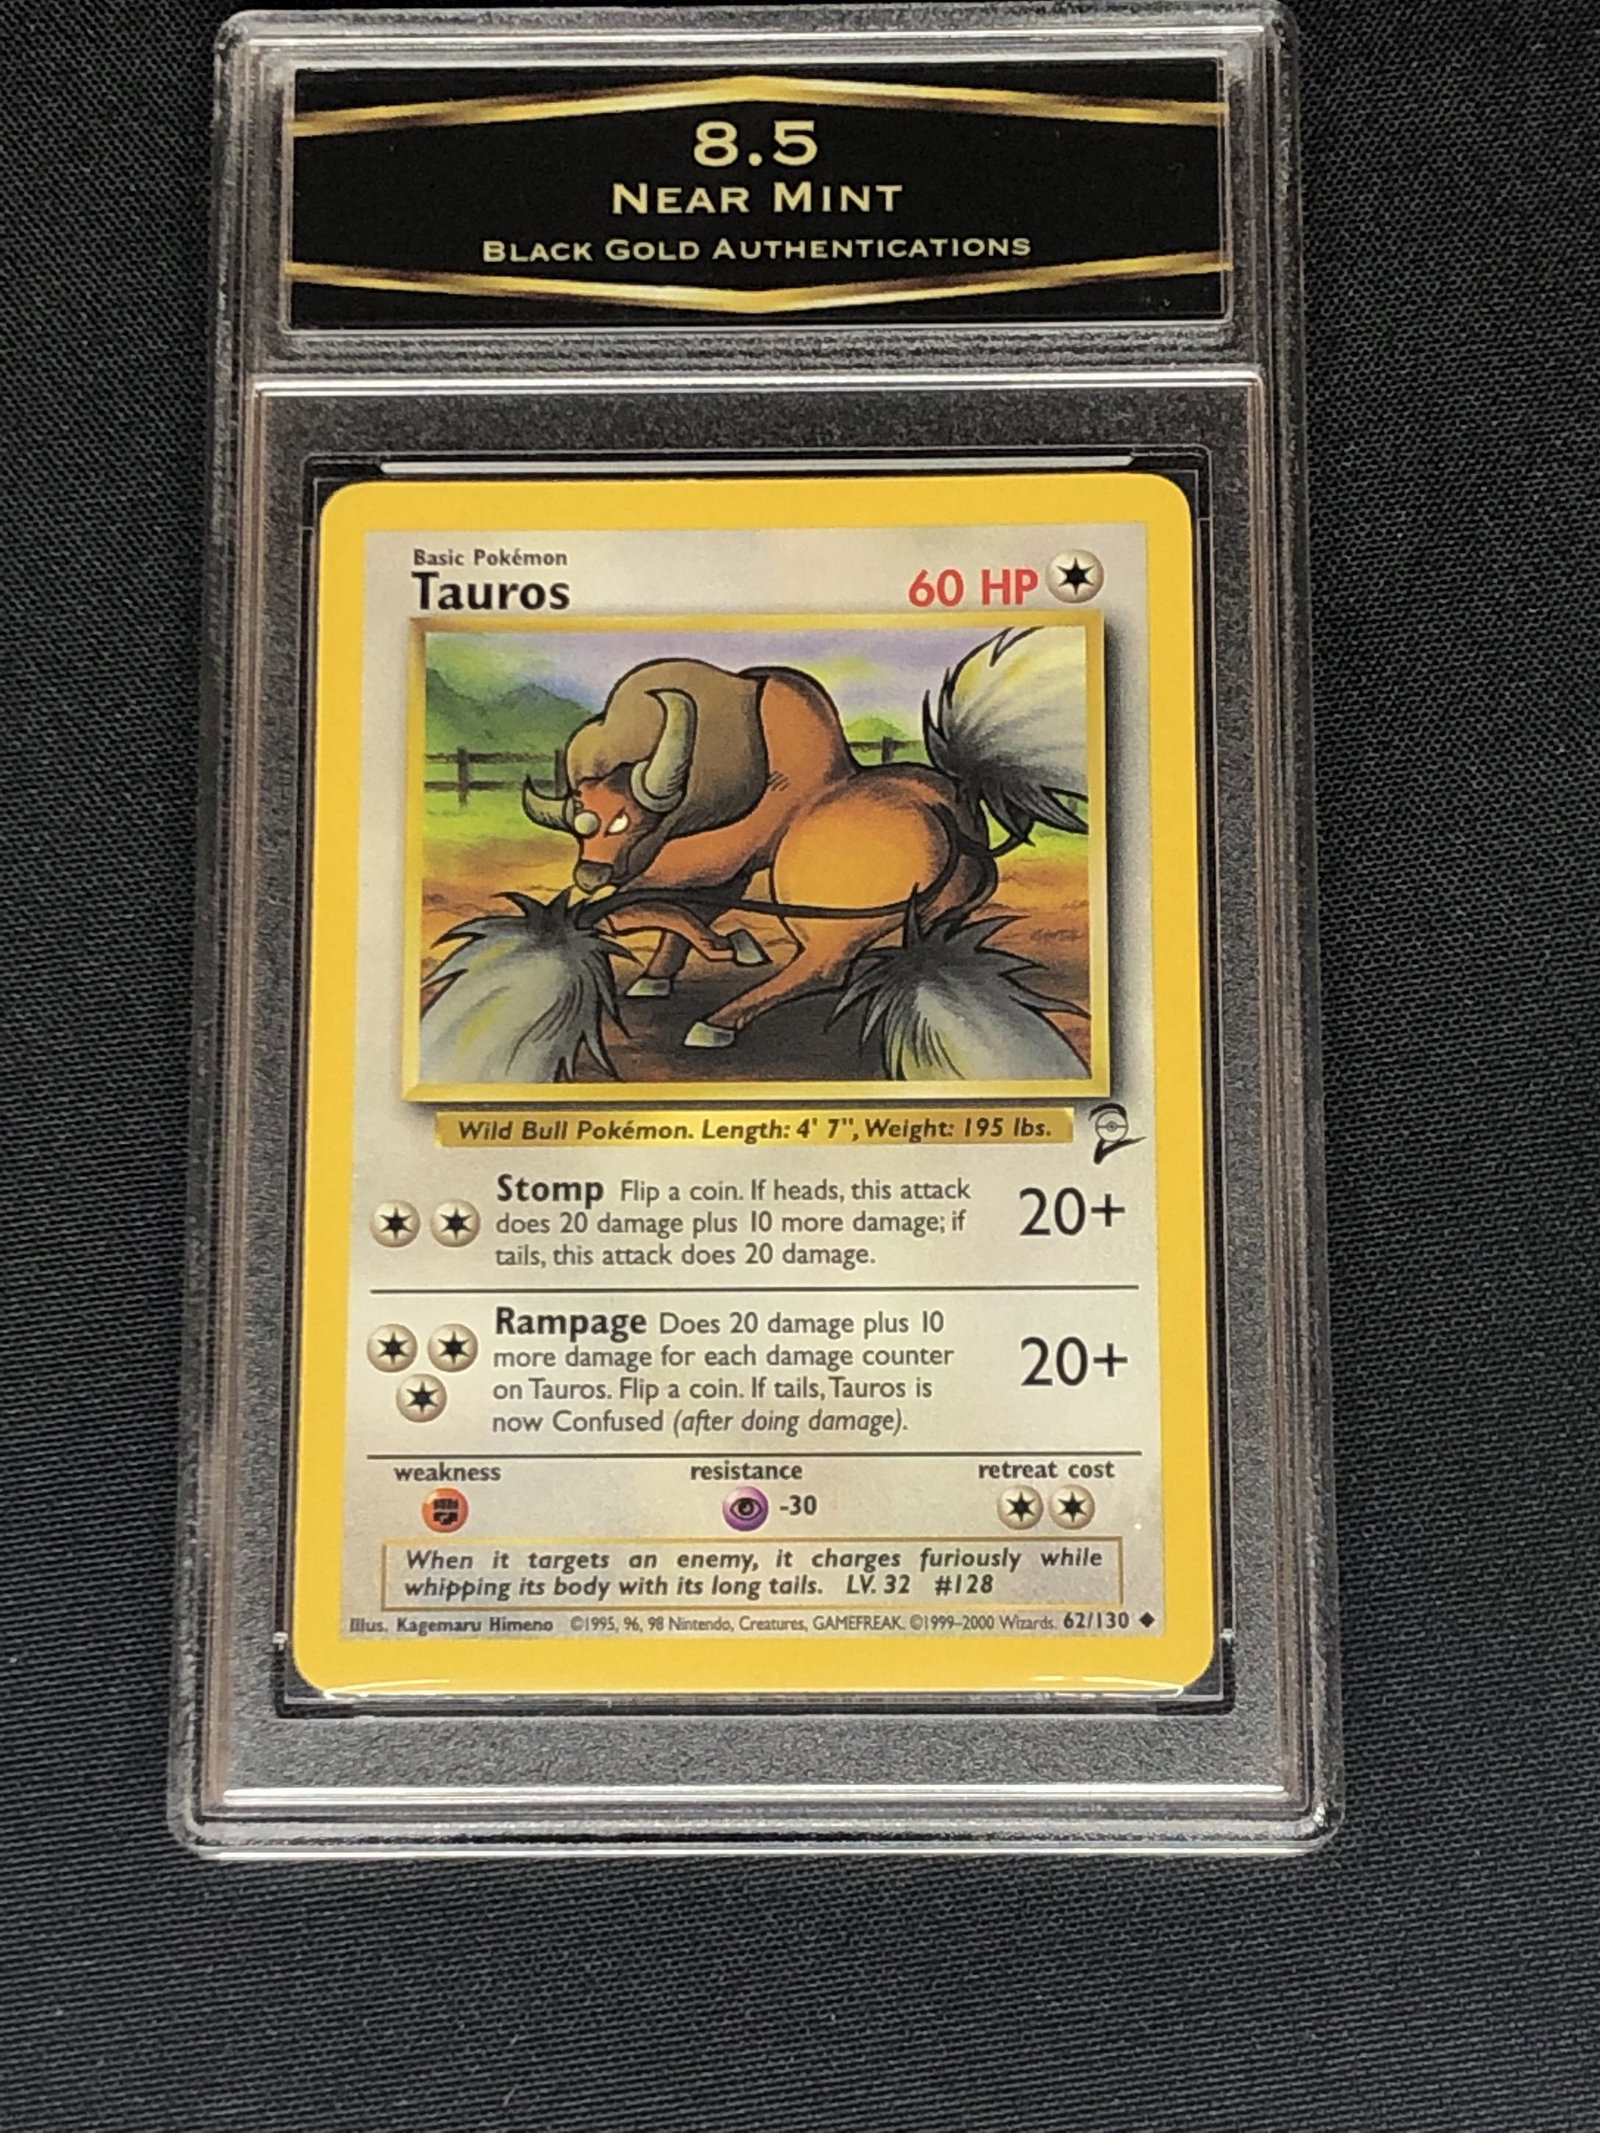 8.5
NEAR MINT
BLACK GOLD AUTHENTICATIONS
Basic Pokémon
Tauros 60 HP
Wild Bull Pokémon. Length: 4' 7", Weight: 195 lbs.
Stomp Flip a coin. If heads, this attack
does 20 damage plus 10 more damage; if
tails, this attack does 20 damage.
20+
Rampage Does 20 damage plus 10
more damage for each damage counter
on Tauros. Flip a coin. If tails, Tauros is
now Confused (after doing damage).
20+
weakness resistance retreat cost
-30
When it targets an enemy, it charges furiously while
whipping its body with its long tails. LV. 32 #128
Illus. Kagemaru Himeno ©1995, 96, 98 Nintendo, Creatures, GAMEFREAK. ©1999-2000 Wizards. 62/130